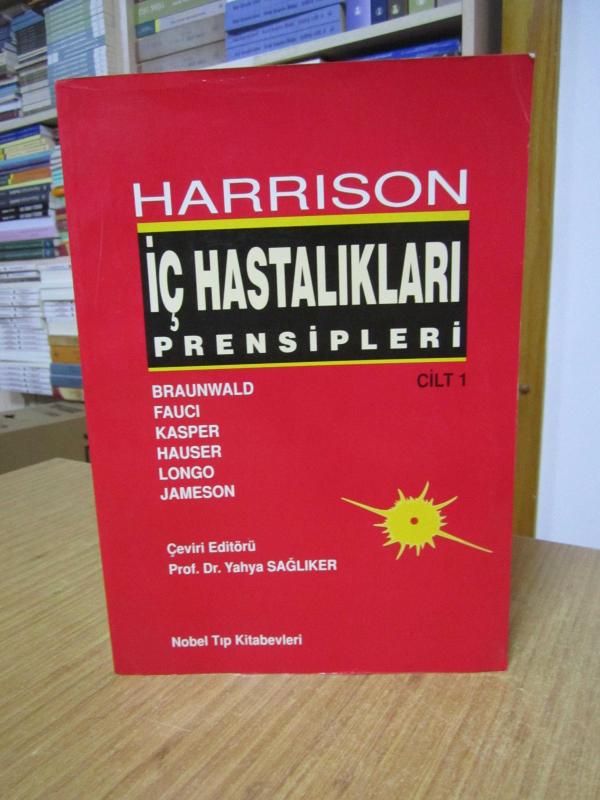 HARRISON
İÇ HASTALIKLARI
PRENSİPLERİ
CİLT 1
BRAUNWALD
FAUCI
KASPER
HAUSER
LONGO
JAMESON
Çeviri Editörü
Prof. Dr. Yahya SAĞLIKER
Nobel Tıp Kitabevleri